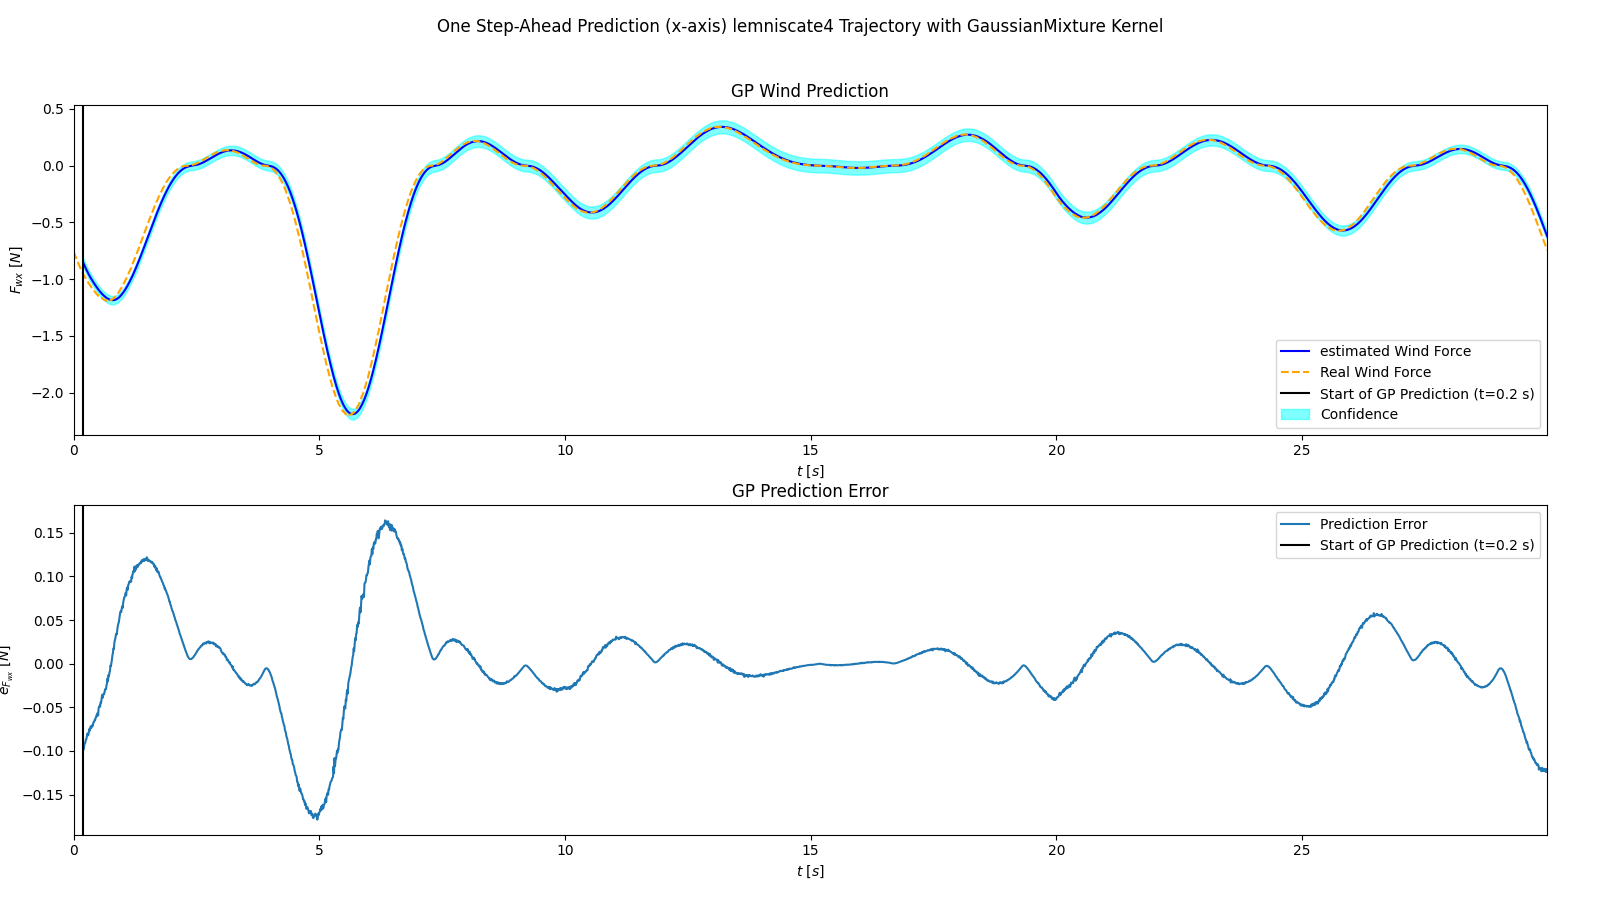 One Step-Ahead Prediction (x-axis) lemniscate4 Trajectory with GaussianMixture Kernel
GP Wind Prediction
0.5
0.0
−0.5
−1.0
−1.5
−2.0
F_wx [N]
estimated Wind Force
Real Wind Force
Start of GP Prediction (t=0.2 s)
Confidence
0 5 10 15 20 25
t [s]
GP Prediction Error
0.15
0.10
0.05
0.00
−0.05
−0.10
−0.15
e_F_wx [N]
Prediction Error
Start of GP Prediction (t=0.2 s)
0 5 10 15 20 25
t [s]